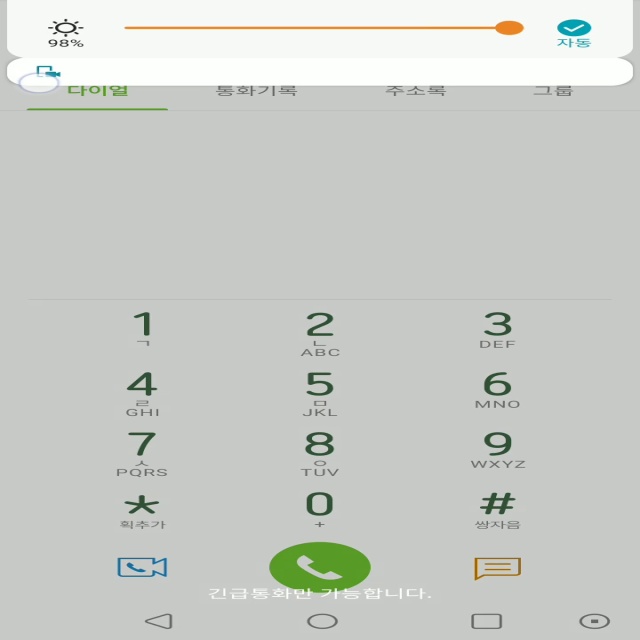 98%
자동
다이얼 통화기록 주소록 그룹
1 2 3
ㄱ ㄴ DEF
ABC
4 5 6
ㄹ ㅁ MNO
GHI JKL
7 8 9
ㅅ ㅇ WXYZ
PQRS TUV
* 0 #
획추가 + 쌍자음
긴급통화만 가능합니다.